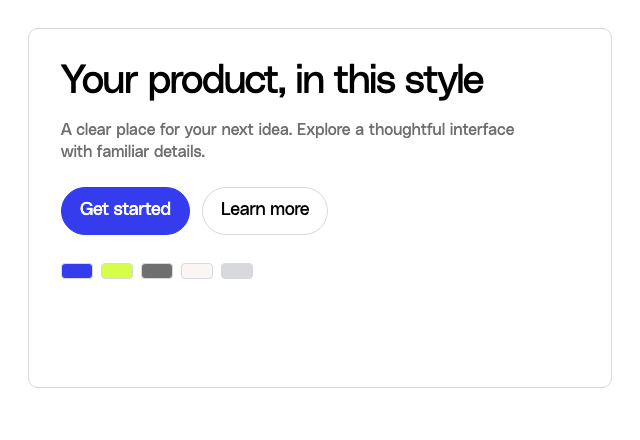 Your product, in this style
A clear place for your next idea. Explore a thoughtful interface
with familiar details.
Get started
Learn more